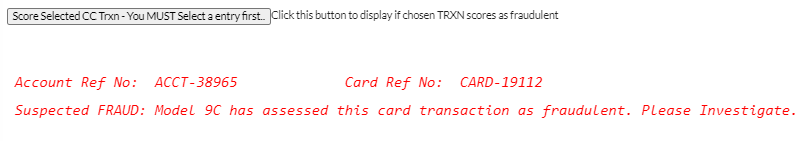 Score Selected CC Trxn - You MUST Select a entry first.. Click this button to display if chosen TRXN scores as fraudulent
Account Ref No: ACCT-38965 Card Ref No: CARD-19112
Suspected FRAUD: Model 9C has assessed this card transaction as fraudulent. Please Investigate.